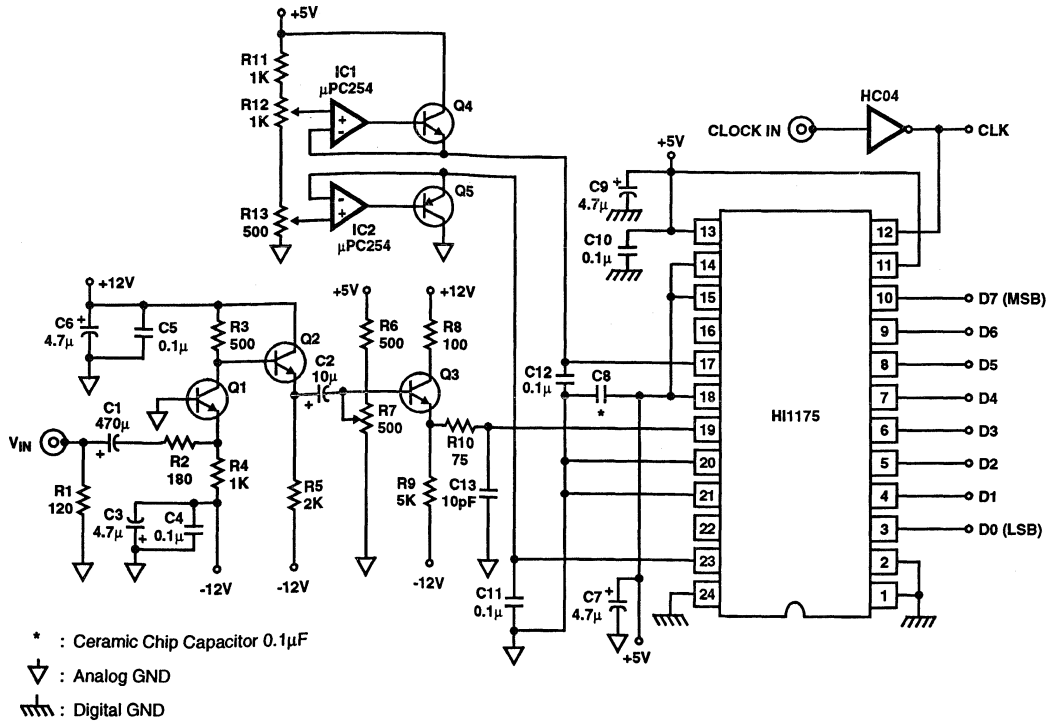 +5V
R11
1K
R12
1K
R13
500
IC1
μPC254
+
-
Q4
-
+
IC2
μPC254
Q5
HC04
CLOCK IN
CLK
+5V
C9
+
4.7μ
C10
0.1μ
13
14
15
16
17
18
19
20
21
22
23
24
HI1175
12
11
10
9
8
7
6
5
4
3
2
1
D7 (MSB)
D6
D5
D4
D3
D2
D1
D0 (LSB)
+12V
C6
+
4.7μ
C5
0.1μ
R3
500
Q2
Q1
C1
470μ
+
VIN
R1
120
R2
180
R4
1K
C3
4.7μ
+
C4
0.1μ
-12V
R5
2K
-12V
C2
10μ
+
+5V
R6
500
R7
500
+12V
R8
100
Q3
R10
75
R9
5K
C13
10pF
-12V
C12
0.1μ
C8
*
C11
0.1μ
C7
+
4.7μ
+5V
* : Ceramic Chip Capacitor 0.1μF
: Analog GND
: Digital GND